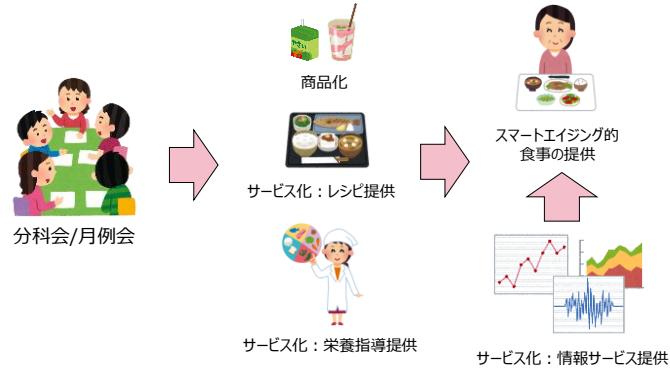 分科会/月例会
やさい
商品化
サービス化：レシピ提供
サービス化：栄養指導提供
スマートエイジング的
食事の提供
サービス化：情報サービス提供